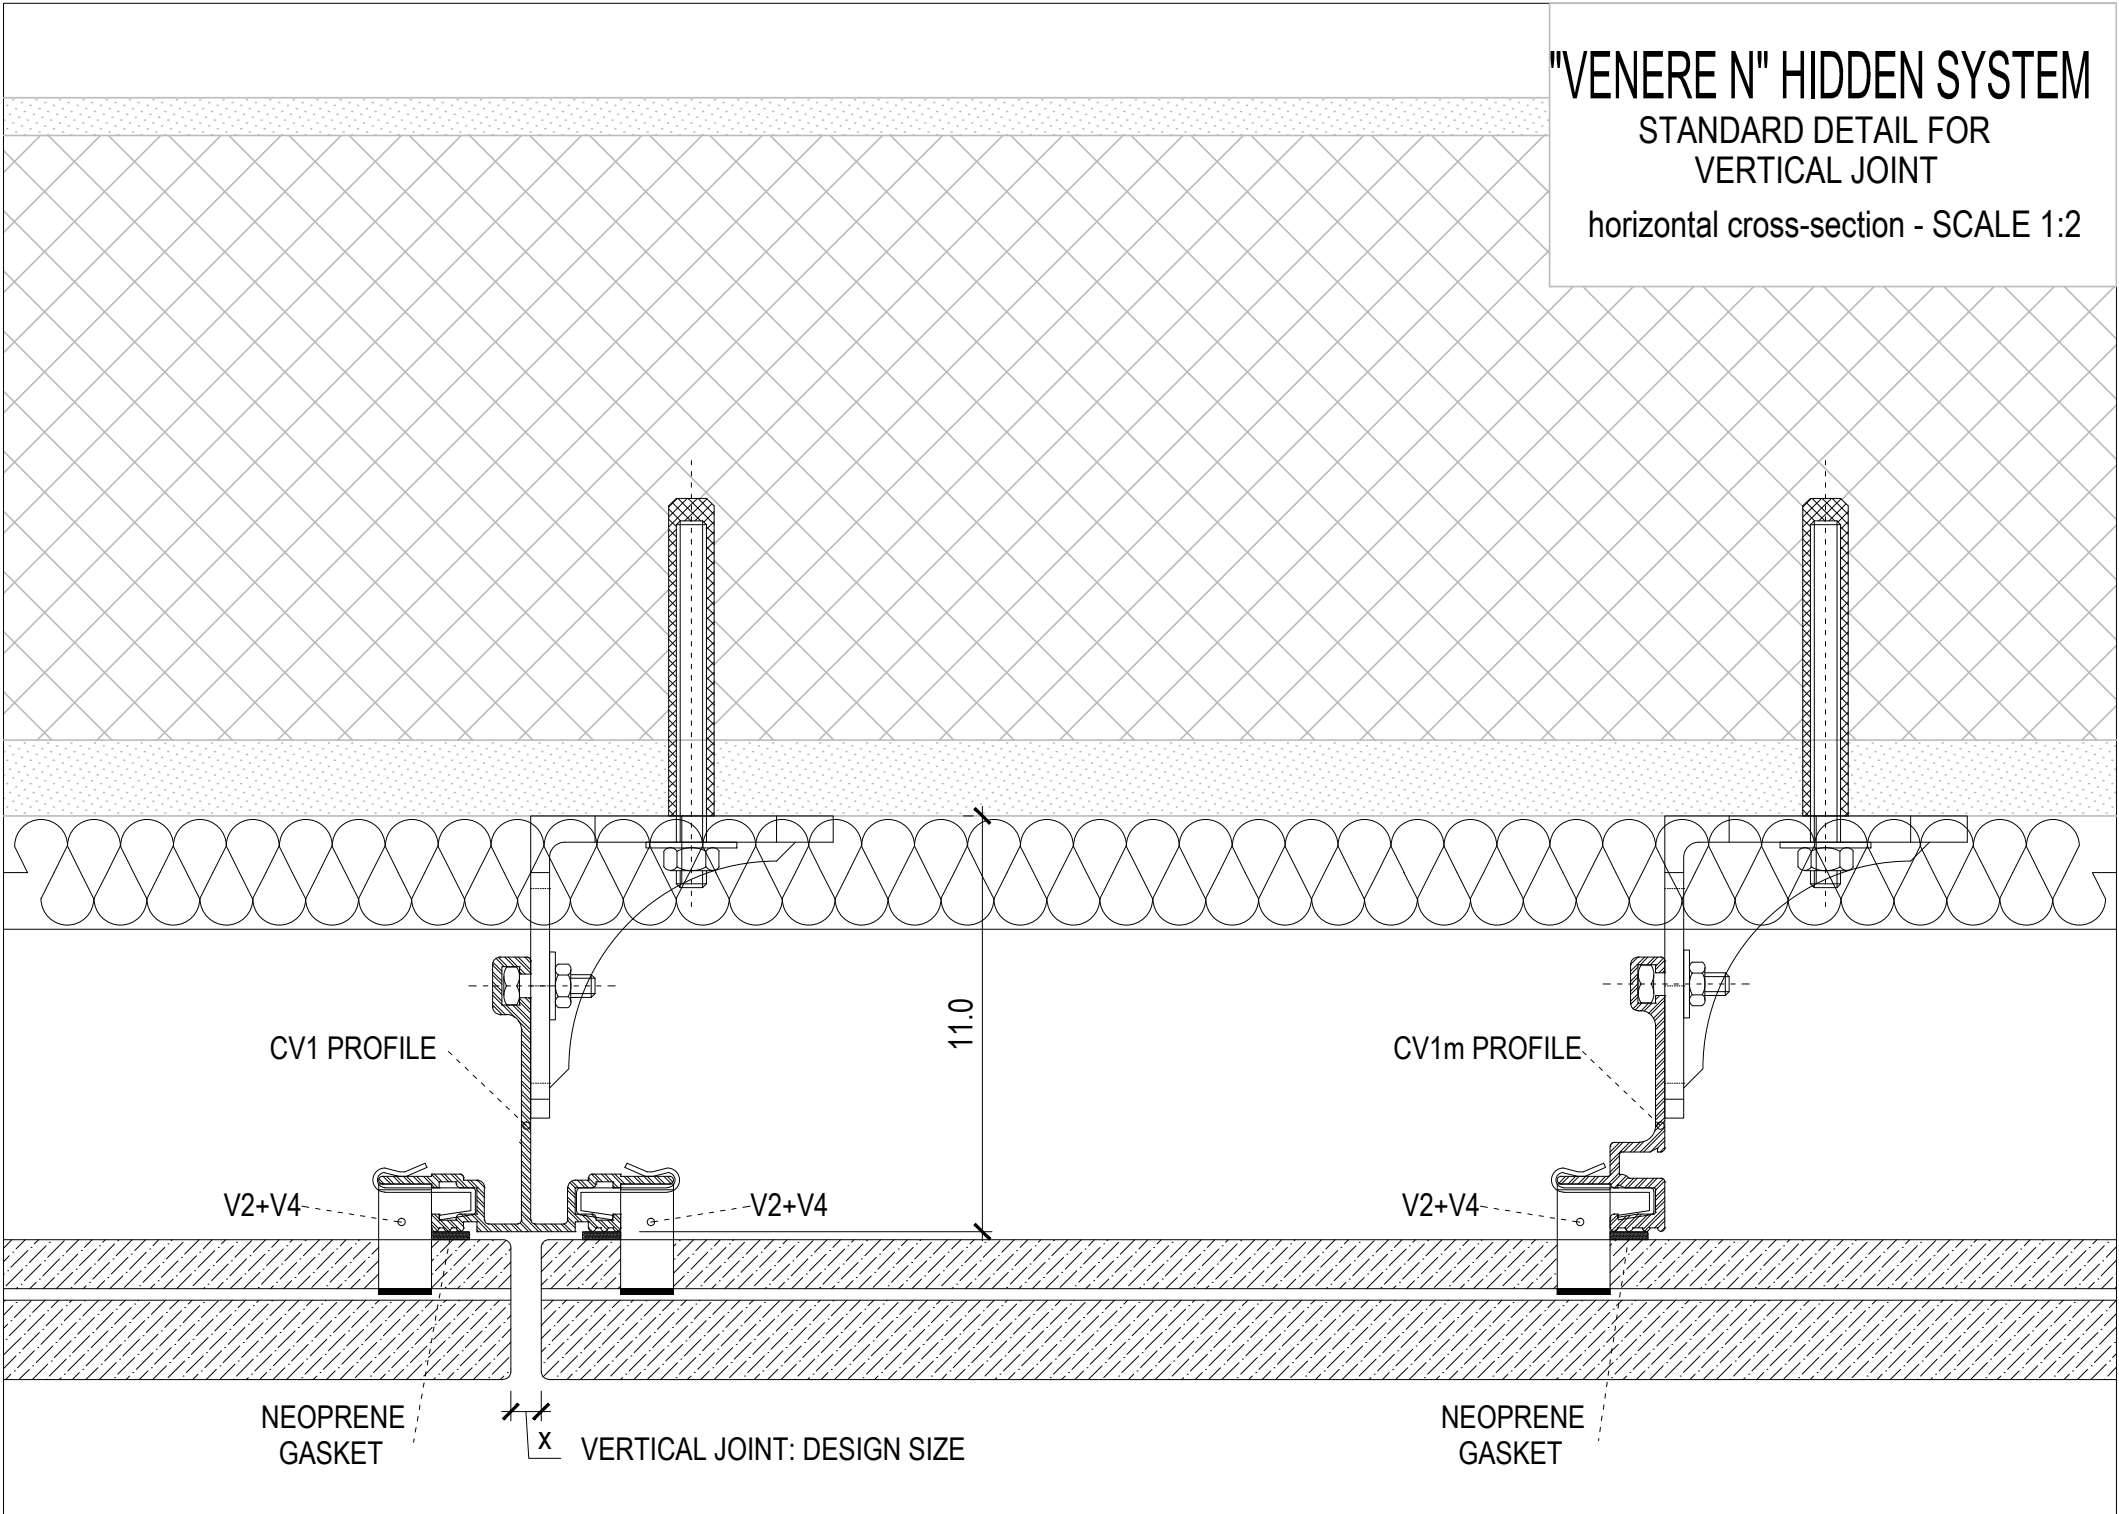 "VENERE N" HIDDEN SYSTEM
STANDARD DETAIL FOR
VERTICAL JOINT
horizontal cross-section - SCALE 1:2
11.0
CV1 PROFILE
CV1m PROFILE
V2+V4
V2+V4
V2+V4
NEOPRENE
GASKET
x
VERTICAL JOINT: DESIGN SIZE
NEOPRENE
GASKET